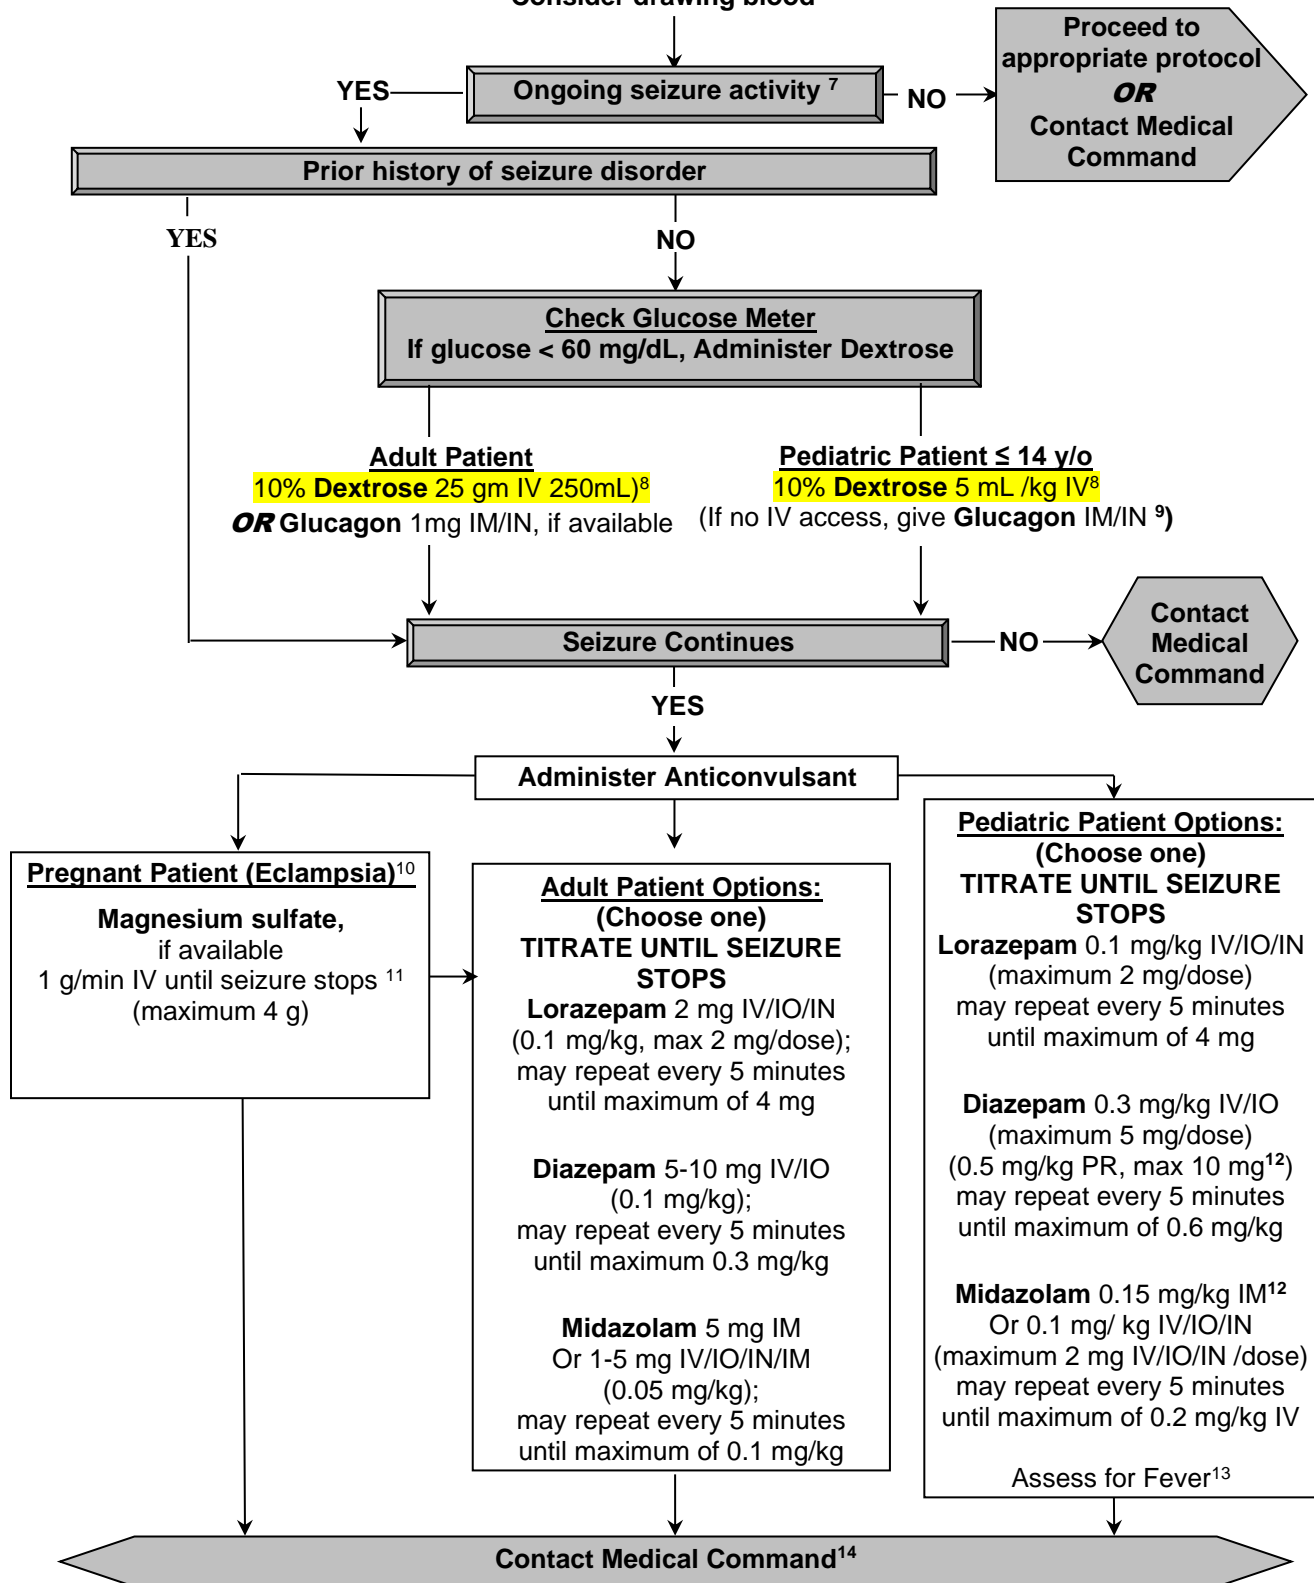 Consider drawing blood
Proceed to
appropriate protocol
OR
Contact Medical
Command
Ongoing seizure activity 7
YES
NO
Prior history of seizure disorder
YES
NO
Check Glucose Meter
If glucose < 60 mg/dL, Administer Dextrose
Adult Patient
10% Dextrose 25 gm IV 250mL)8
OR Glucagon 1mg IM/IN, if available
Pediatric Patient ≤ 14 y/o
10% Dextrose 5 mL /kg IV8
(If no IV access, give Glucagon IM/IN 9)
Seizure Continues
NO
Contact
Medical
Command
YES
Administer Anticonvulsant
Pregnant Patient (Eclampsia)10
Magnesium sulfate,
if available
1 g/min IV until seizure stops 11
(maximum 4 g)
Adult Patient Options:
(Choose one)
TITRATE UNTIL SEIZURE
STOPS
Lorazepam 2 mg IV/IO/IN
(0.1 mg/kg, max 2 mg/dose);
may repeat every 5 minutes
until maximum of 4 mg
Diazepam 5-10 mg IV/IO
(0.1 mg/kg);
may repeat every 5 minutes
until maximum 0.3 mg/kg
Midazolam 5 mg IM
Or 1-5 mg IV/IO/IN/IM
(0.05 mg/kg);
may repeat every 5 minutes
until maximum of 0.1 mg/kg
Pediatric Patient Options:
(Choose one)
TITRATE UNTIL SEIZURE
STOPS
Lorazepam 0.1 mg/kg IV/IO/IN
(maximum 2 mg/dose)
may repeat every 5 minutes
until maximum of 4 mg
Diazepam 0.3 mg/kg IV/IO
(maximum 5 mg/dose)
(0.5 mg/kg PR, max 10 mg12)
may repeat every 5 minutes
until maximum of 0.6 mg/kg
Midazolam 0.15 mg/kg IM12
Or 0.1 mg/ kg IV/IO/IN
(maximum 2 mg IV/IO/IN /dose)
may repeat every 5 minutes
until maximum of 0.2 mg/kg IV
Assess for Fever13
Contact Medical Command14